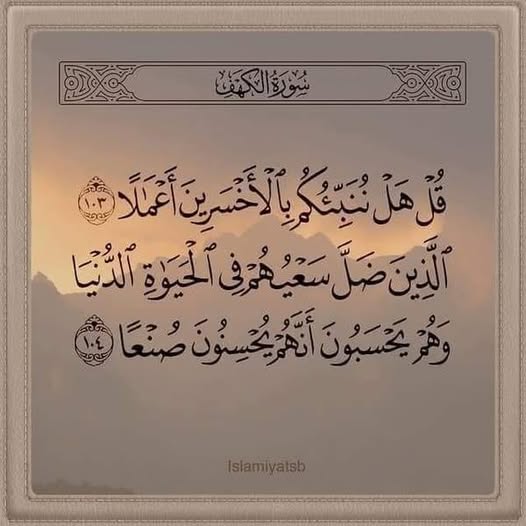 سُورَةُ الكَهْفِ
قُلْ هَلْ نُنَبِّئُكُم بِٱلْأَخْسَرِينَ أَعْمَٰلًا ١٠٣
ٱلَّذِينَ ضَلَّ سَعْيُهُمْ فِى ٱلْحَيَوٰةِ ٱلدُّنْيَا
وَهُمْ يَحْسَبُونَ أَنَّهُمْ يُحْسِنُونَ صُنْعًا ١٠٤
Islamiyatsb